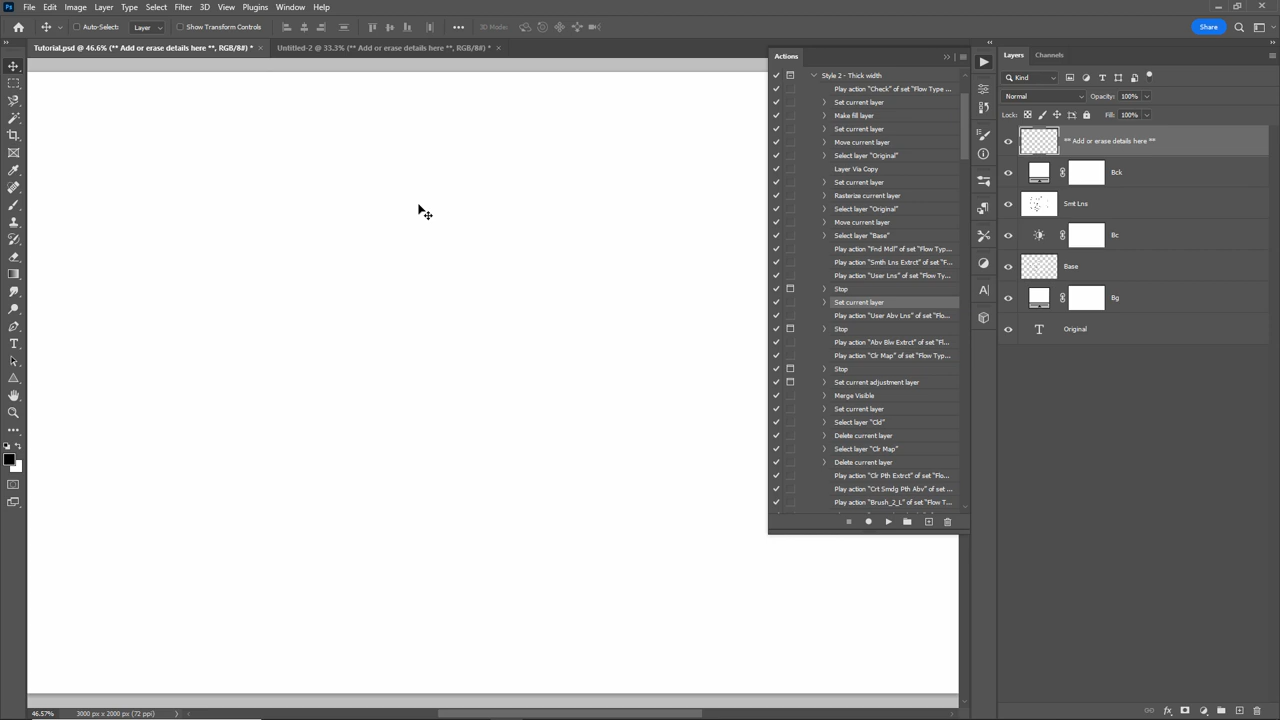 Ps File Edit Image Layer Type Select Filter 3D View Plugins Window Help
Auto-Select: Layer Show Transform Controls 3D Mode: Share
Tutorial.psd @ 46.6% (** Add or erase details here **, RGB/8#) * Untitled-2 @ 33.3% (** Add or erase details here **, RGB/8#) *
Actions
Style 2 - Thick width
Play action "Check" of set "Flow Type ...
Set current layer
Make fill layer
Set current layer
Move current layer
Select layer "Original"
Layer Via Copy
Set current layer
Rasterize current layer
Select layer "Original"
Move current layer
Select layer "Base"
Play action "Fnd Mdl" of set "Flow Typ...
Play action "Smth Lns Extrct" of set "F...
Play action "User Lns" of set "Flow Ty...
Stop
Set current layer
Play action "User Abv Lns" of set "Flo...
Stop
Play action "Abv Blw Extrct" of set "Fl...
Play action "Clr Map" of set "Flow Typ...
Stop
Set current adjustment layer
Merge Visible
Set current layer
Select layer "Cld"
Delete current layer
Select layer "Clr Map"
Delete current layer
Play action "Clr Pth Extrct" of set "Flo...
Play action "Crt Smdg Pth Abv" of set ...
Play action "Brush_2_L" of set "Flow T...
Layers Channels
Kind
Normal Opacity: 100%
Lock: Fill: 100%
** Add or erase details here **
Bck
Smt Lns
Bc
Base
Bg
Original
46.57% 3000 px x 2000 px (72 ppi)